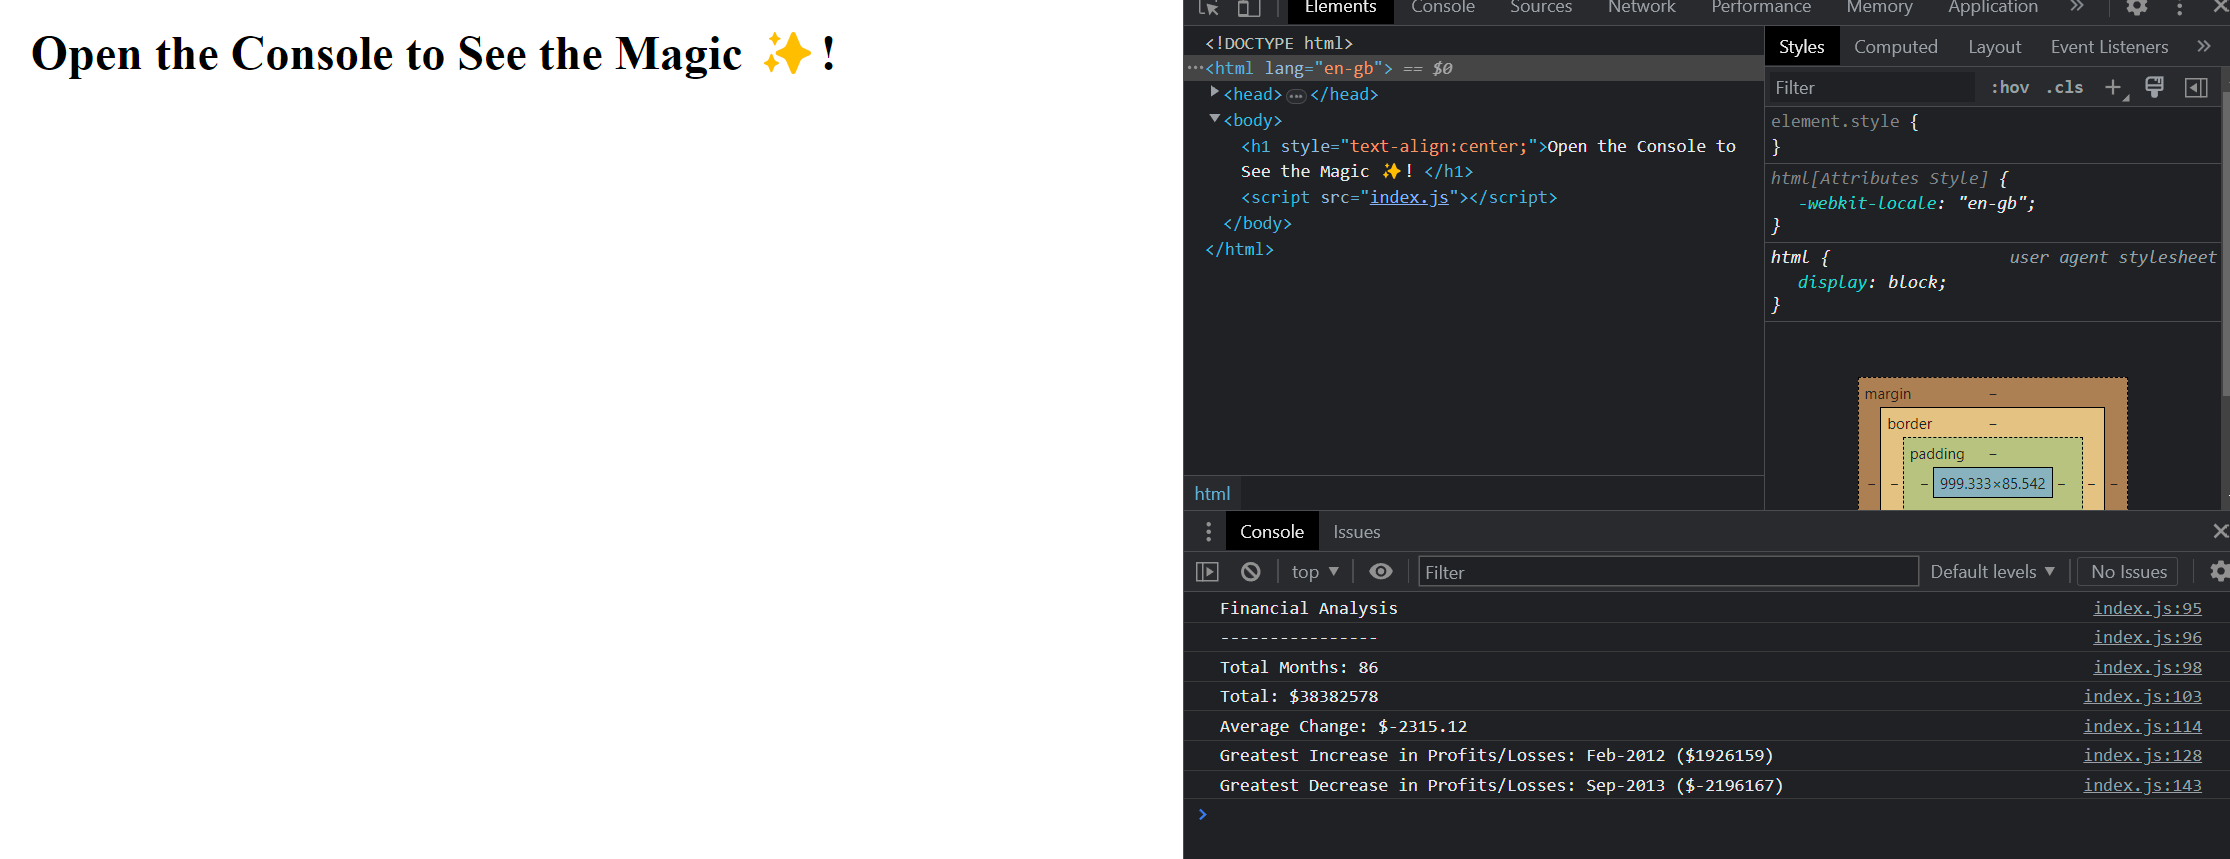 Open the Console to See the Magic ✨!
Elements Console Sources Network Performance Memory Application »
<!DOCTYPE html>
···<html lang="en-gb"> == $0
<head>···</head>
<body>
<h1 style="text-align:center;">Open the Console to
See the Magic ✨! </h1>
<script src="index.js"></script>
</body>
</html>
html
Styles Computed Layout Event Listeners »
Filter :hov .cls +
element.style {
}
html[Attributes Style] {
-webkit-locale: "en-gb";
}
html { user agent stylesheet
display: block;
}
margin –
border –
padding –
– – – 999.333×85.542 – – –
Console Issues
top ▼ Filter Default levels ▼ No Issues
Financial Analysis index.js:95
---------------- index.js:96
Total Months: 86 index.js:98
Total: $38382578 index.js:103
Average Change: $-2315.12 index.js:114
Greatest Increase in Profits/Losses: Feb-2012 ($1926159) index.js:128
Greatest Decrease in Profits/Losses: Sep-2013 ($-2196167) index.js:143
>